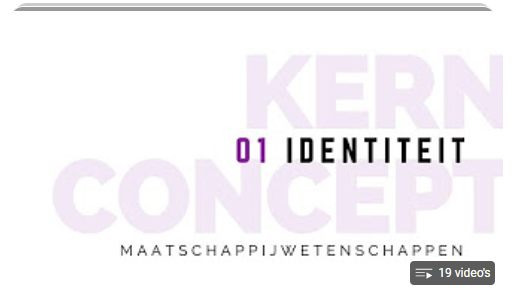 KERN
01 IDENTITEIT
CONCEPT
MAATSCHAPPIJWETENSCHAPPEN
19 video's